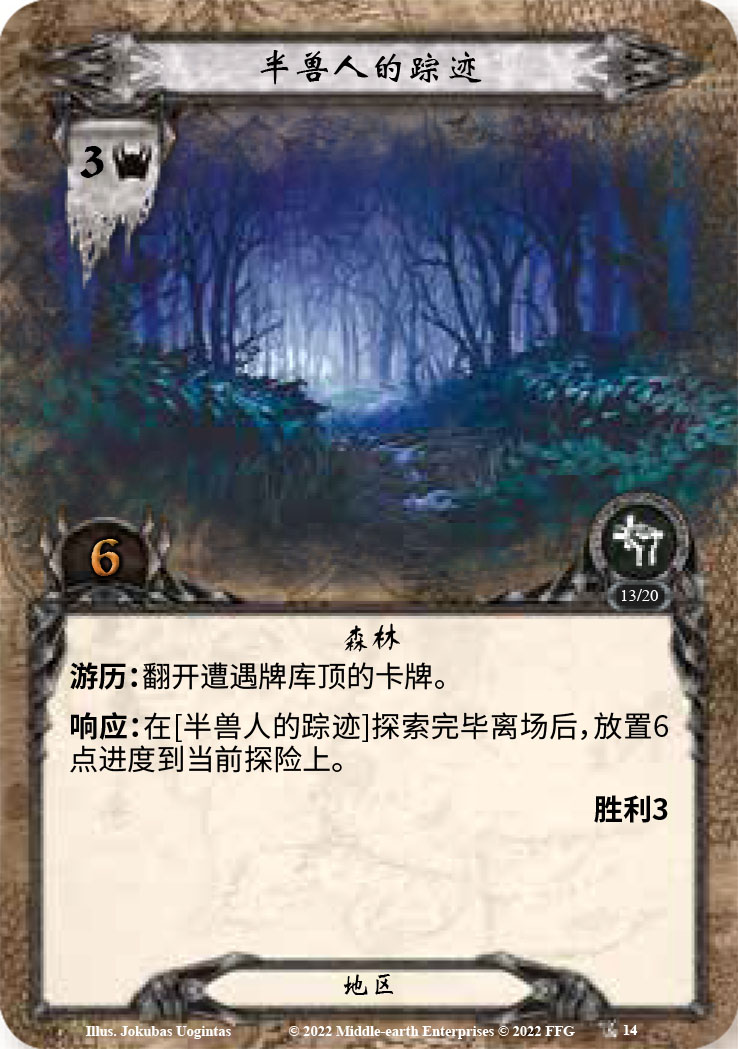 半兽人的踪迹
3
6
13/20
森林
游历：翻开遭遇牌库顶的卡牌。
响应：在[半兽人的踪迹]探索完毕离场后，放置6
点进度到当前探险上。
胜利3
地区
Illus. Jokubas Uogintas © 2022 Middle-earth Enterprises © 2022 FFG 14